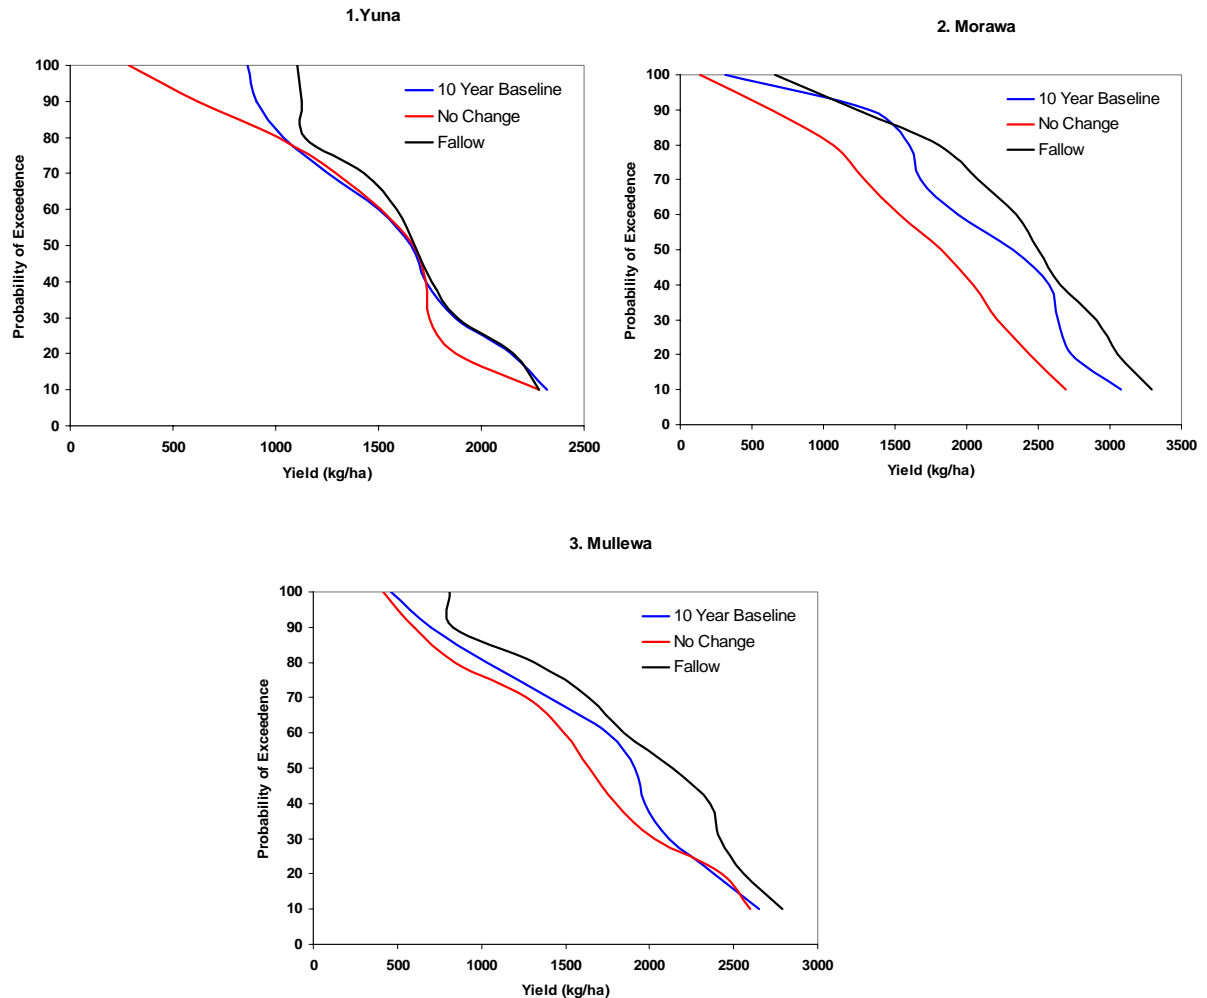 1.Yuna
100
90
80
70
60
50
40
30
20
10
0
Probability of Exceedence
10 Year Baseline
No Change
Fallow
0 500 1000 1500 2000 2500
Yield (kg/ha)
2. Morawa
100
90
80
70
60
50
40
30
20
10
0
Probability of Exceedence
10 Year Baseline
No Change
Fallow
0 500 1000 1500 2000 2500 3000 3500
Yield (kg/ha)
3. Mullewa
100
90
80
70
60
50
40
30
20
10
0
Probability of Exceedence
10 Year Baseline
No Change
Fallow
0 500 1000 1500 2000 2500 3000
Yield (kg/ha)